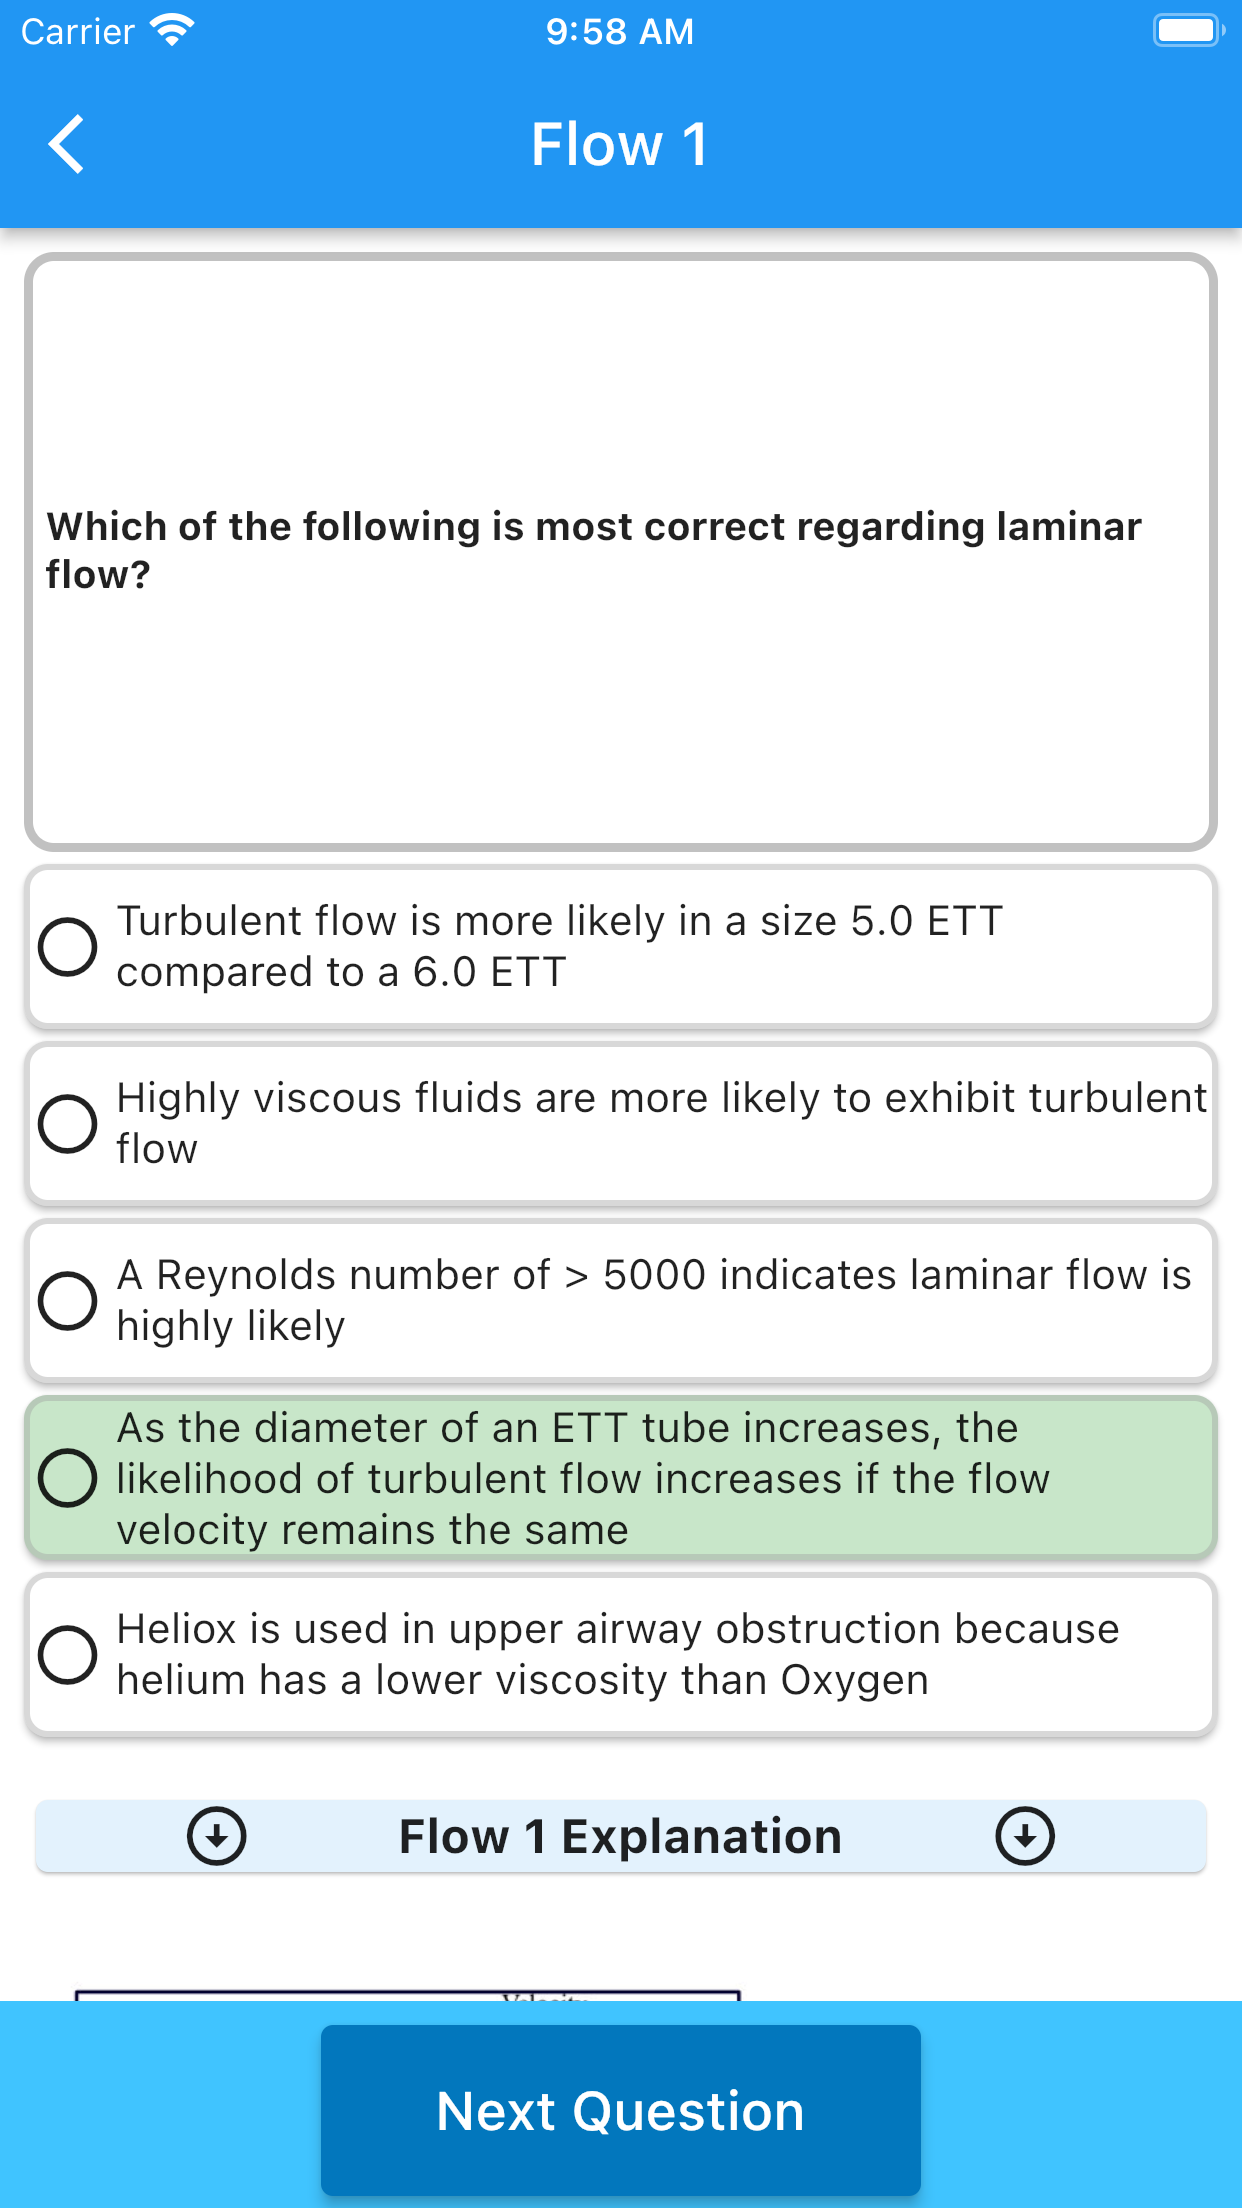 Carrier
9:58 AM
Flow 1
Which of the following is most correct regarding laminar
flow?
Turbulent flow is more likely in a size 5.0 ETT
compared to a 6.0 ETT
Highly viscous fluids are more likely to exhibit turbulent
flow
A Reynolds number of > 5000 indicates laminar flow is
highly likely
As the diameter of an ETT tube increases, the
likelihood of turbulent flow increases if the flow
velocity remains the same
Heliox is used in upper airway obstruction because
helium has a lower viscosity than Oxygen
Flow 1 Explanation
Next Question